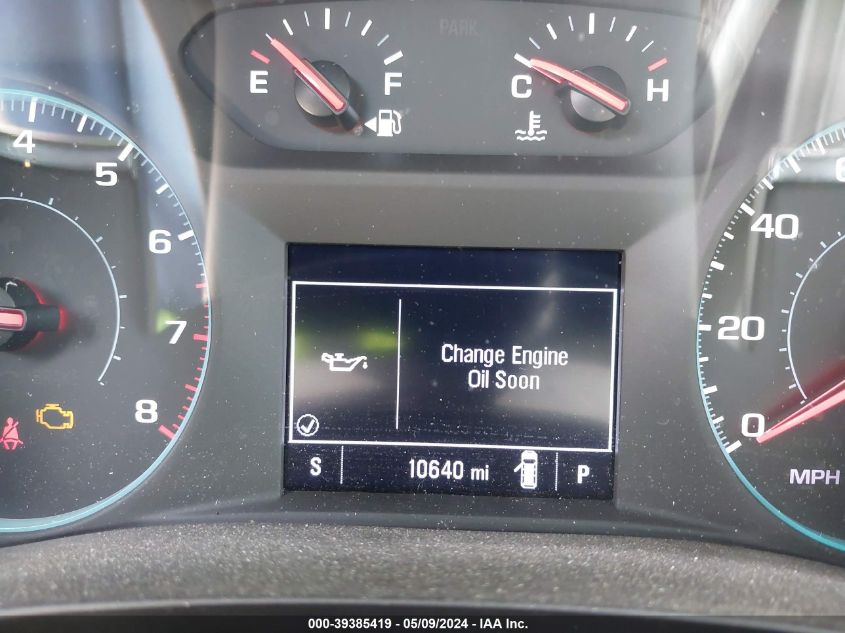 PARK
E F
C H
4
5
6
7
8
40
20
0
MPH
Change Engine
Oil Soon
S 10640 mi P
000-39385419 - 05/09/2024 - IAA Inc.